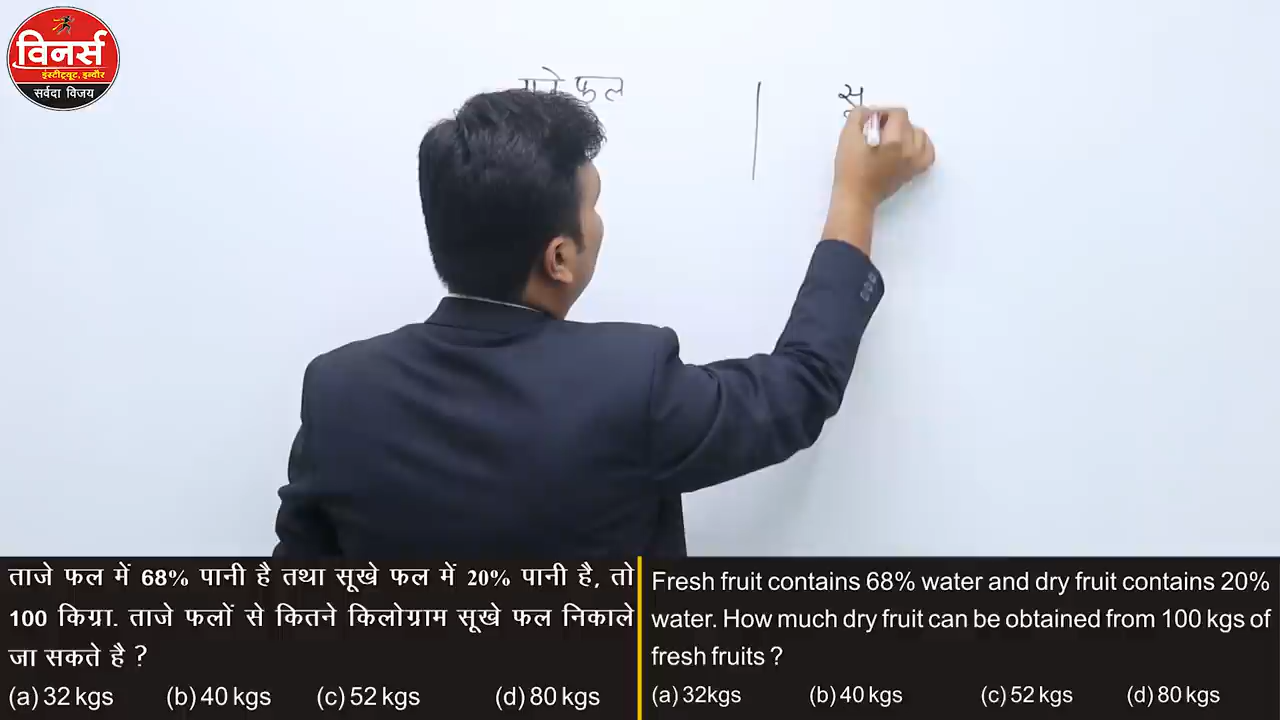 विनर्स
इंस्टीट्यूट, इन्दौर
सर्वदा विजय
फल
सू
ताजे फल में 68% पानी है तथा सूखे फल में 20% पानी है, तो
100 किग्रा. ताजे फलों से कितने किलोग्राम सूखे फल निकाले
जा सकते है ?
(a) 32 kgs (b) 40 kgs (c) 52 kgs (d) 80 kgs
Fresh fruit contains 68% water and dry fruit contains 20%
water. How much dry fruit can be obtained from 100 kgs of
fresh fruits ?
(a) 32kgs (b) 40 kgs (c) 52 kgs (d) 80 kgs